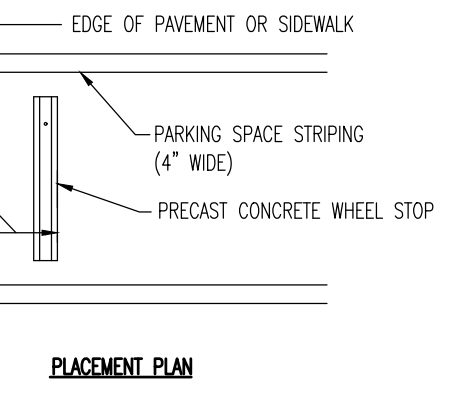 EDGE OF PAVEMENT OR SIDEWALK
PARKING SPACE STRIPING
(4" WIDE)
PRECAST CONCRETE WHEEL STOP
PLACEMENT PLAN